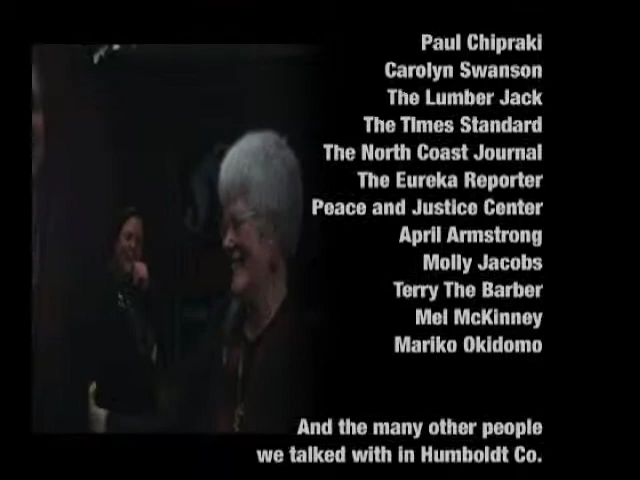 Paul Chipraki
Carolyn Swanson
The Lumber Jack
The Times Standard
The North Coast Journal
The Eureka Reporter
Peace and Justice Center
April Armstrong
Molly Jacobs
Terry The Barber
Mel McKinney
Mariko Okidomo
And the many other people
we talked with in Humboldt Co.